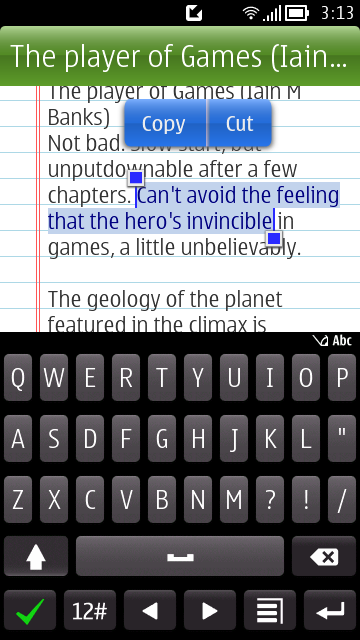 3:13
The player of Games (Iain...
The player of Games (Iain M
Banks)
Copy
Cut
Not bad. Slow start, but
unputdownable after a few
chapters. Can't avoid the feeling
that the hero's invincible in
games, a little unbelievably.
The geology of the planet
featured in the climax is
Abc
Q W E R T Y U I O P
A S D F G H J K L "
Z X C V B N M ? ! /
12#